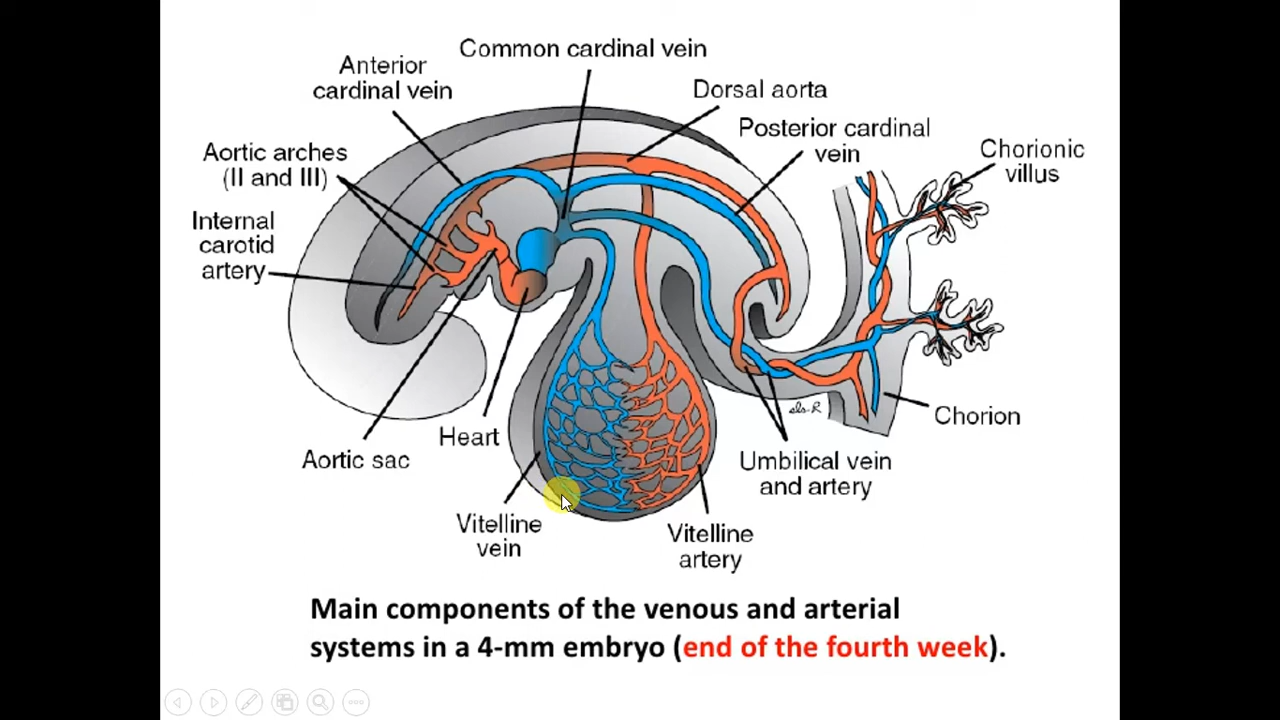 Common cardinal vein
Anterior
cardinal vein
Dorsal aorta
Posterior cardinal
vein
Chorionic
villus
Aortic arches
(II and III)
Internal
carotid
artery
Aortic sac
Heart
Chorion
Umbilical vein
and artery
Vitelline
vein
Vitelline
artery
Main components of the venous and arterial
systems in a 4-mm embryo (end of the fourth week).